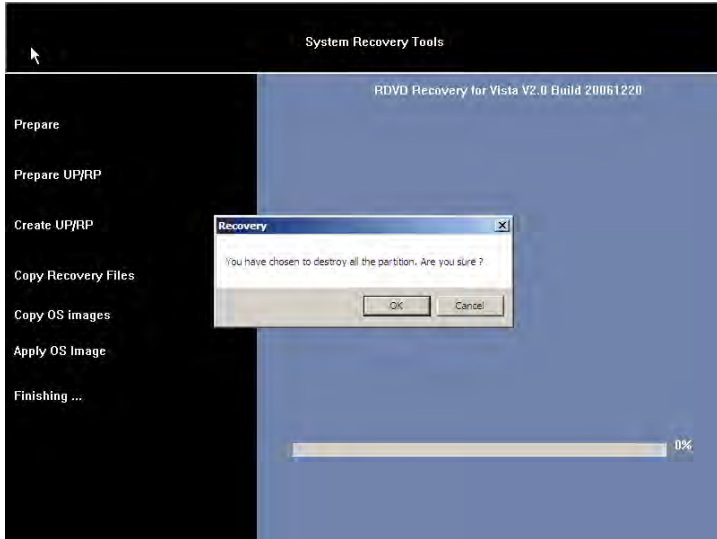 System Recovery Tools
RDVD Recovery for Vista V2.0 Build 20061220
Prepare
Prepare UP/RP
Create UP/RP
Recovery
You have chosen to destroy all the partition. Are you sure ?
OK
Cancel
Copy Recovery Files
Copy OS images
Apply OS Image
Finishing ...
0%